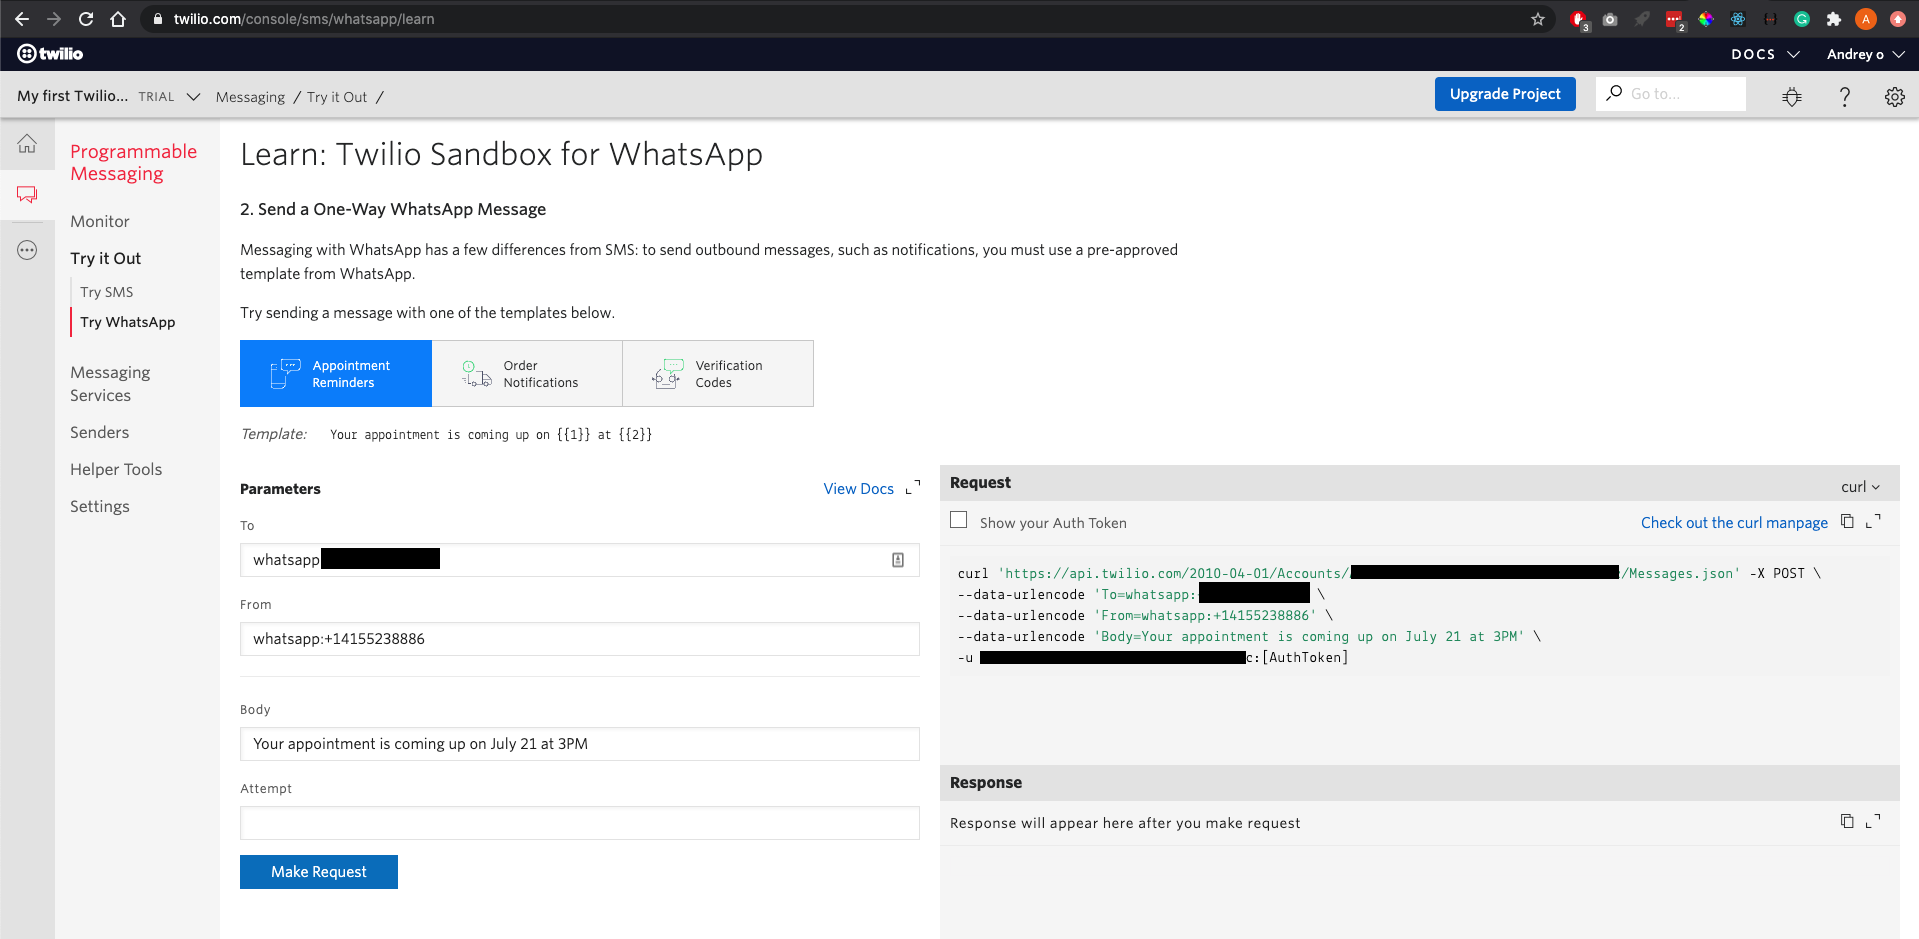 twilio.com/console/sms/whatsapp/learn
3
2
A
twilio
DOCS
Andrey o
My first Twilio... TRIAL
Messaging / Try it Out /
Upgrade Project
Go to...
Programmable
Messaging
Monitor
Try it Out
Try SMS
Try WhatsApp
Messaging
Services
Senders
Helper Tools
Settings
Learn: Twilio Sandbox for WhatsApp
2. Send a One-Way WhatsApp Message
Messaging with WhatsApp has a few differences from SMS: to send outbound messages, such as notifications, you must use a pre-approved
template from WhatsApp.
Try sending a message with one of the templates below.
Appointment
Reminders
Order
Notifications
Verification
Codes
Template: Your appointment is coming up on {{1}} at {{2}}
Parameters
View Docs
To
whatsapp
From
whatsapp:+14155238886
Body
Your appointment is coming up on July 21 at 3PM
Attempt
Make Request
Request
curl
Show your Auth Token
Check out the curl manpage
curl 'https://api.twilio.com/2010-04-01/Accounts/ /Messages.json' -X POST \
--data-urlencode 'To=whatsapp: \
--data-urlencode 'From=whatsapp:+14155238886' \
--data-urlencode 'Body=Your appointment is coming up on July 21 at 3PM' \
-u c:[AuthToken]
Response
Response will appear here after you make request